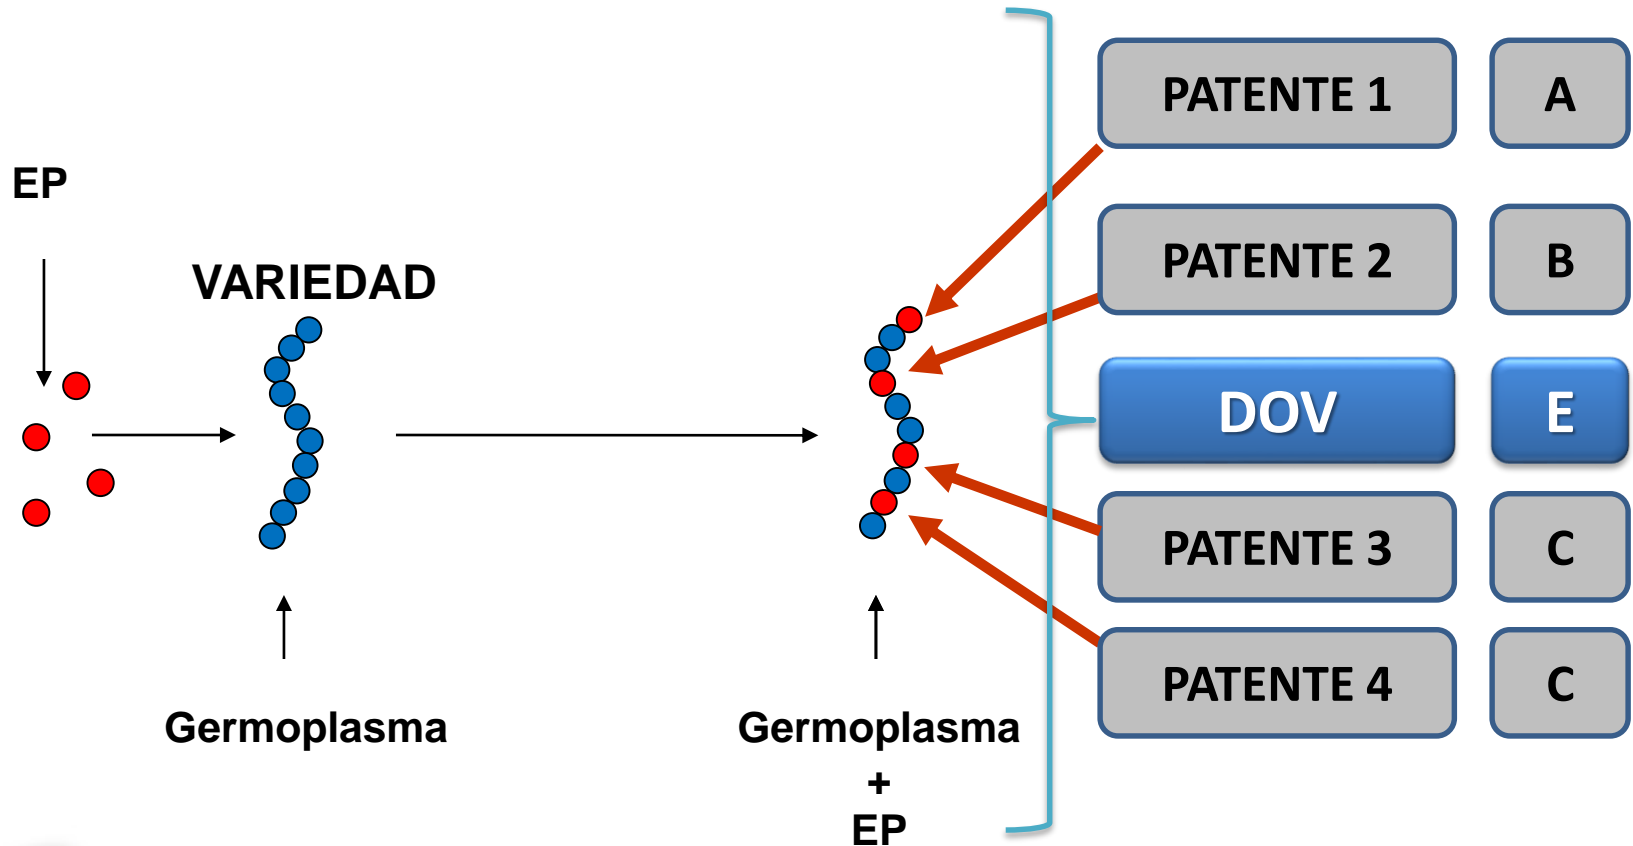 EP
VARIEDAD
Germoplasma
Germoplasma
+
EP
PATENTE 1 A
PATENTE 2 B
DOV E
PATENTE 3 C
PATENTE 4 C